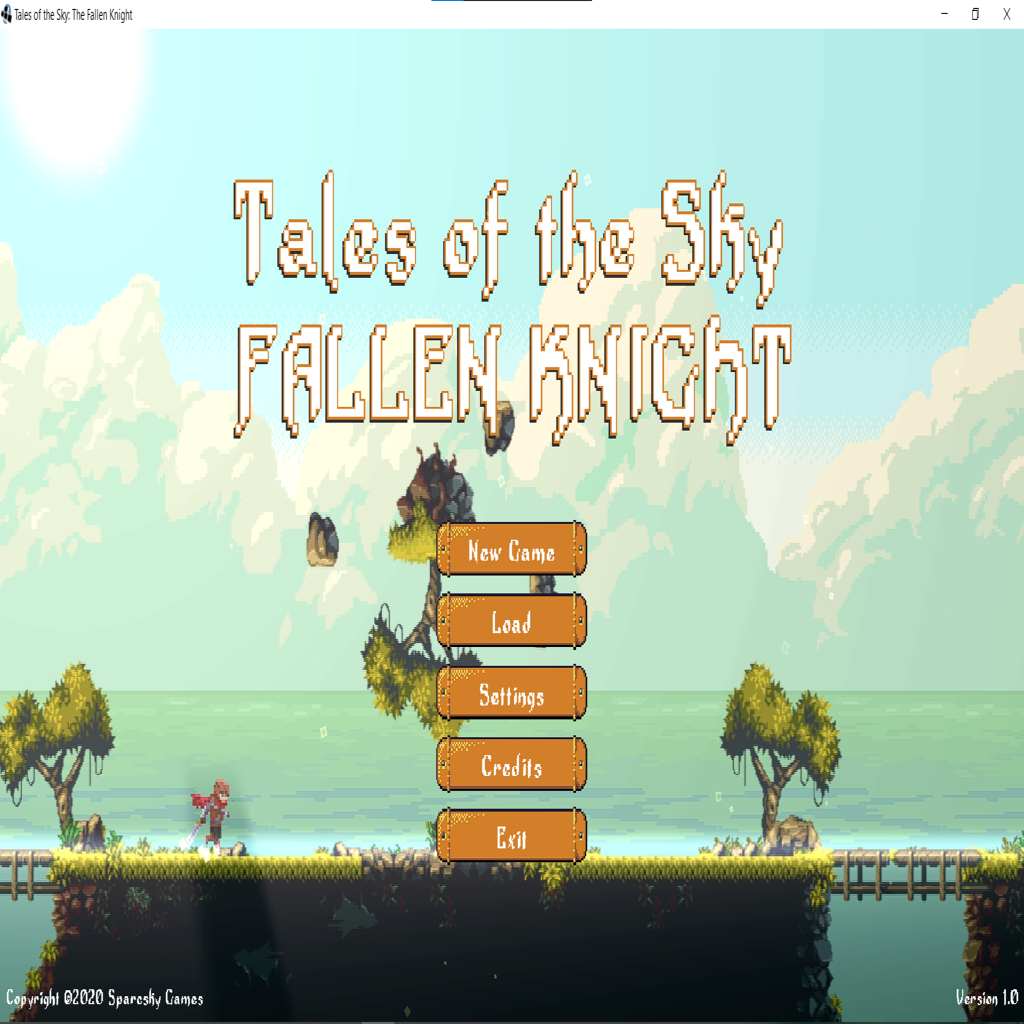 Tales of the Sky: The Fallen Knight
Tales of the Sky
FALLEN KNIGHT
New Game
Load
Settings
Credits
Exit
Copyright ©2020 Sparesky Games
Version 1.0